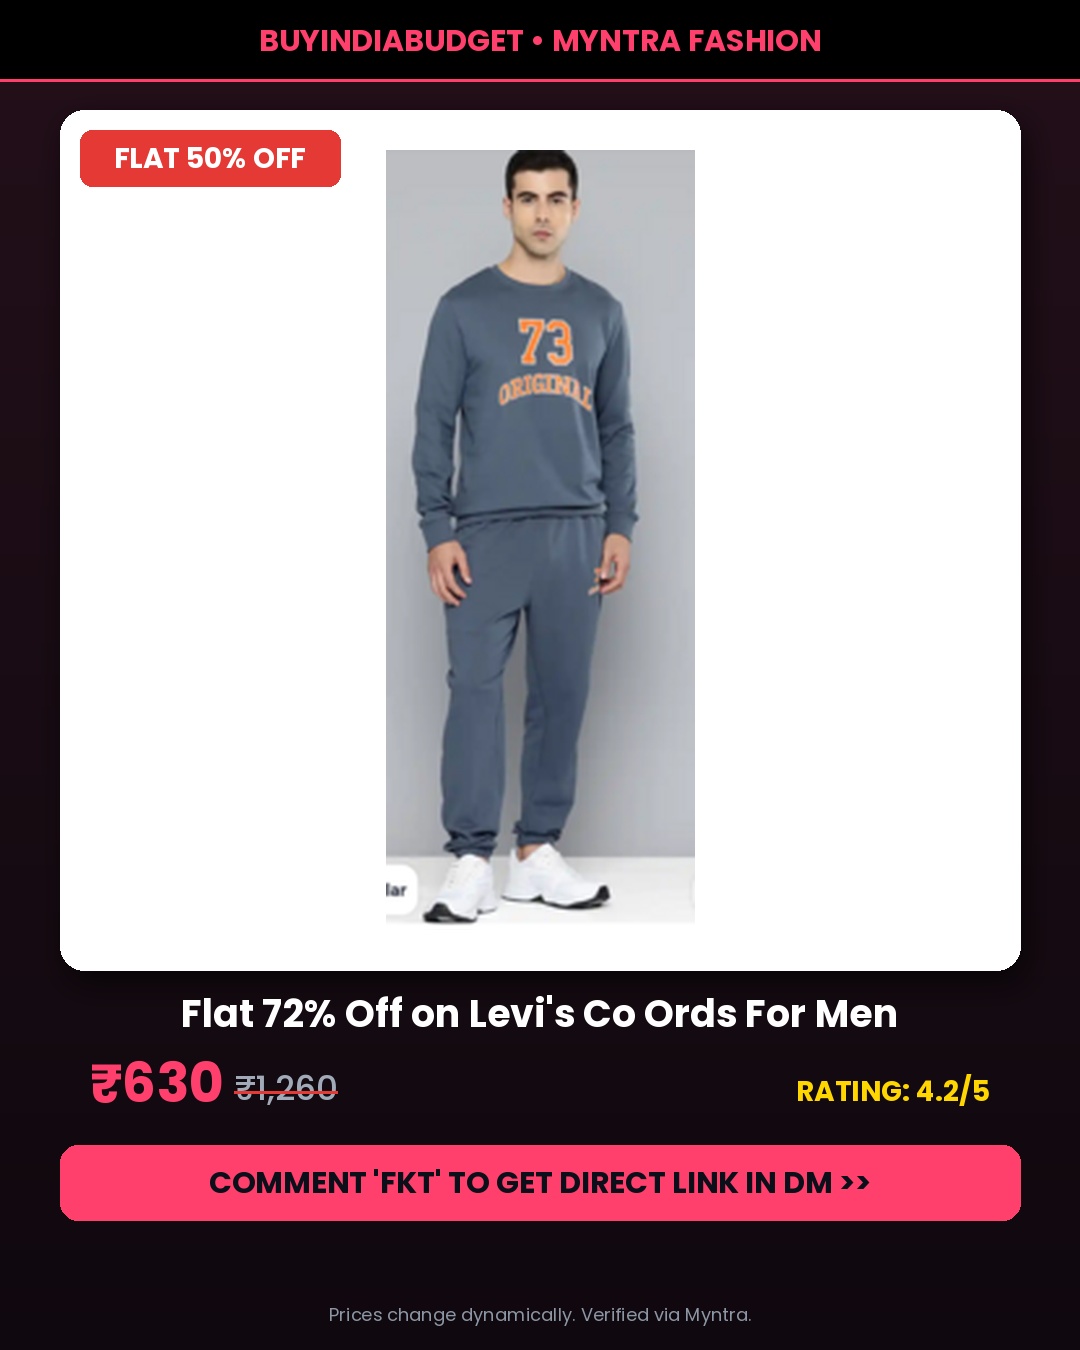 BUYINDIABUDGET • MYNTRA FASHION
FLAT 50% OFF
73
ORIGINAL
lar
Flat 72% Off on Levi's Co Ords For Men
₹630 ₹1,260
RATING: 4.2/5
COMMENT 'FKT' TO GET DIRECT LINK IN DM >>
Prices change dynamically. Verified via Myntra.